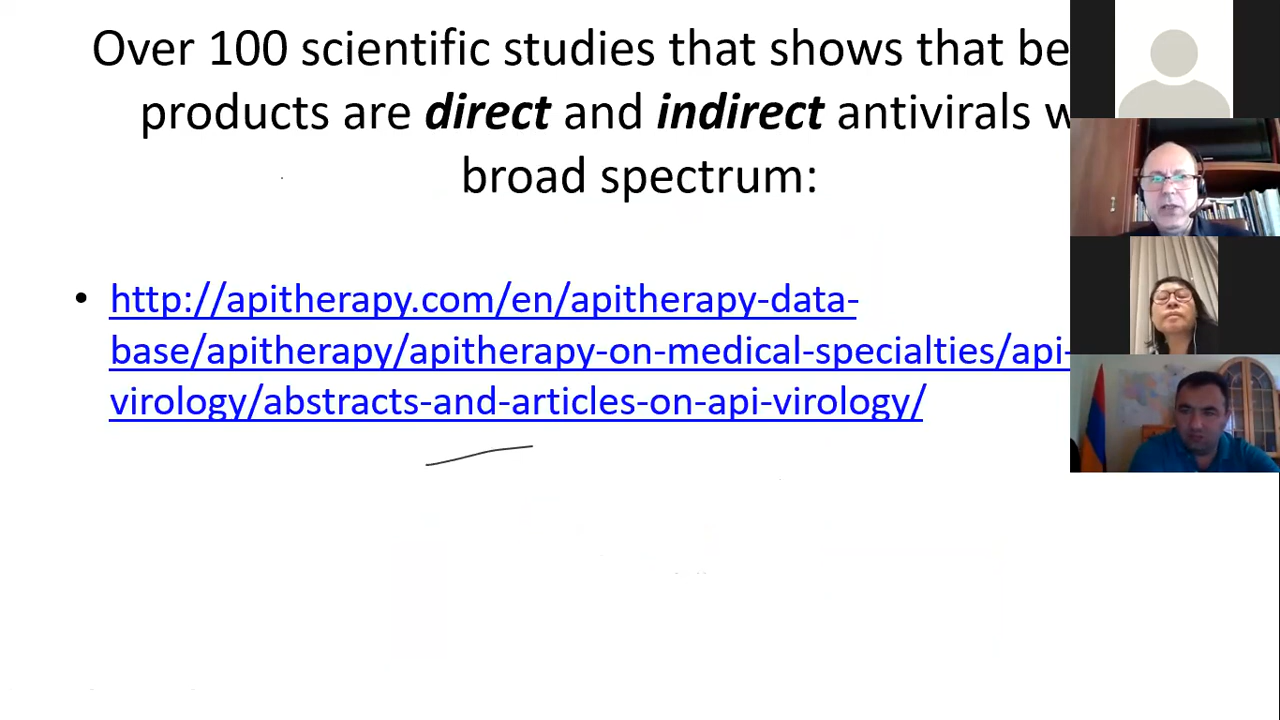 Over 100 scientific studies that shows that be
products are direct and indirect antivirals w
broad spectrum:
• http://apitherapy.com/en/apitherapy-data-
base/apitherapy/apitherapy-on-medical-specialties/api-
virology/abstracts-and-articles-on-api-virology/